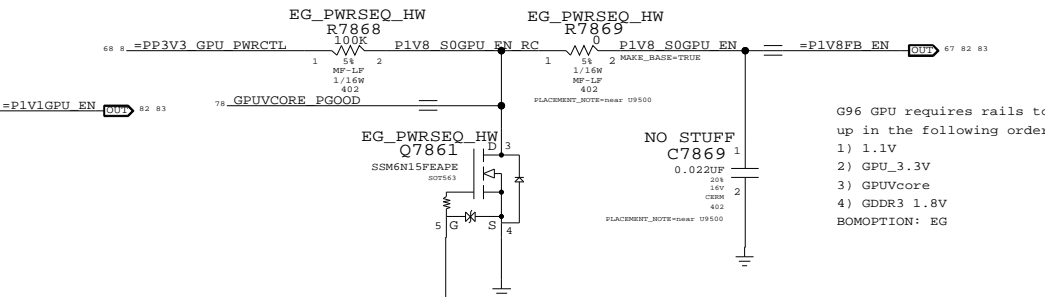 EG_PWRSEQ_HW
R7868
100K
68 8 =PP3V3_GPU_PWRCTL
1 5% 2
MF-LF
1/16W
402
P1V8_S0GPU_EN_RC
EG_PWRSEQ_HW
R7869
0
1 5% 2
1/16W
MF-LF
402
PLACEMENT_NOTE=near U9500
P1V8_S0GPU_EN
MAKE_BASE=TRUE
=P1V8FB_EN OUT 67 82 83
=P1V1GPU_EN OUT 82 83
78 GPUVCORE_PGOOD
EG_PWRSEQ_HW
Q7861
SSM6N15FEAPE
SOT563
D 3
5 G S 4
NO STUFF
C7869 1
0.022UF
20%
16V 2
CERM
402
PLACEMENT_NOTE=near U9500
G96 GPU requires rails to
up in the following order
1) 1.1V
2) GPU_3.3V
3) GPUVcore
4) GDDR3 1.8V
BOMOPTION: EG